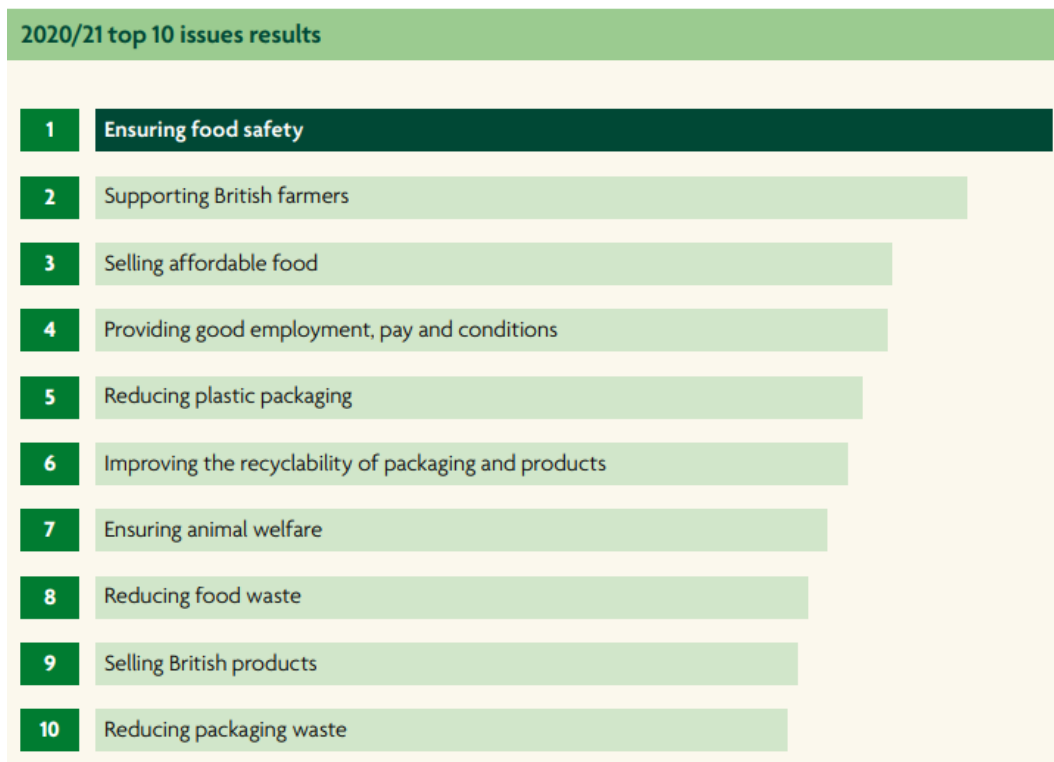 2020/21 top 10 issues results
1 Ensuring food safety
2 Supporting British farmers
3 Selling affordable food
4 Providing good employment, pay and conditions
5 Reducing plastic packaging
6 Improving the recyclability of packaging and products
7 Ensuring animal welfare
8 Reducing food waste
9 Selling British products
10 Reducing packaging waste